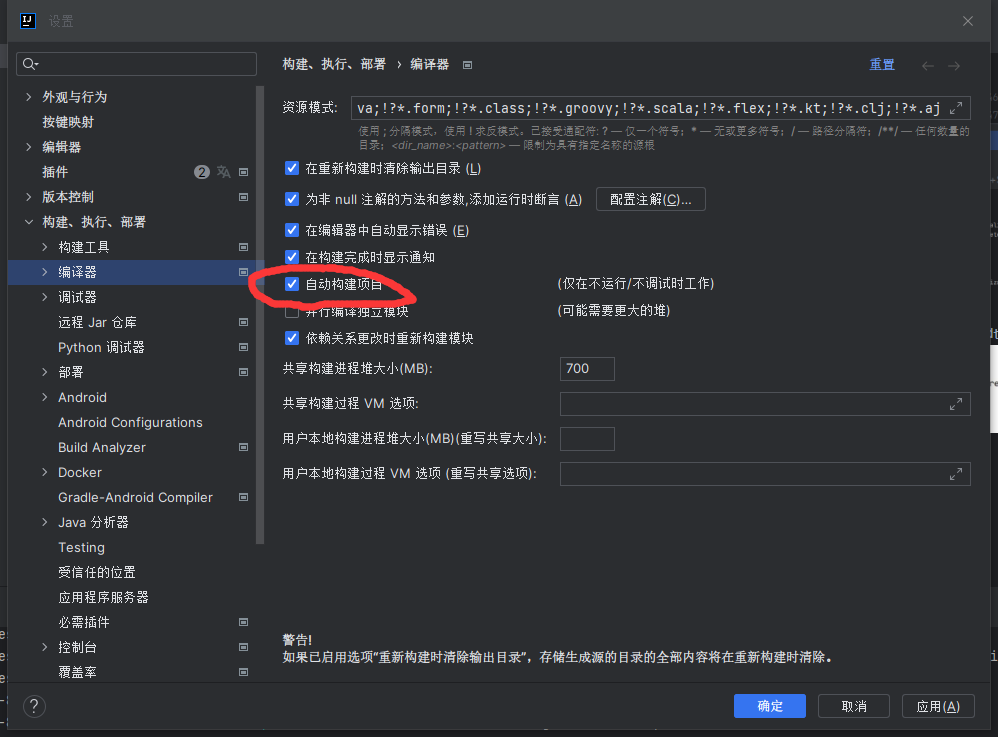 设置
构建、执行、部署 › 编译器
重置
外观与行为
按键映射
编辑器
插件 2
版本控制
构建、执行、部署
构建工具
编译器
调试器
远程 Jar 仓库
Python 调试器
部署
Android
Android Configurations
Build Analyzer
Docker
Gradle-Android Compiler
Java 分析器
Testing
受信任的位置
应用程序服务器
必需插件
控制台
覆盖率
资源模式: va;!?*.form;!?*.class;!?*.groovy;!?*.scala;!?*.flex;!?*.kt;!?*.clj;!?*.aj
使用 ; 分隔模式，使用 ! 求反模式。已接受通配符: ? — 仅一个符号；* — 无或更多符号；/ — 路径分隔符；/**/ — 任何数量的
目录；<dir_name>:<pattern> — 限制为具有指定名称的源根
在重新构建时清除输出目录 (L)
为非 null 注解的方法和参数,添加运行时断言 (A) 配置注解(C)...
在编辑器中自动显示错误 (E)
在构建完成时显示通知
自动构建项目 (仅在不运行/不调试时工作)
并行编译独立模块 (可能需要更大的堆)
依赖关系更改时重新构建模块
共享构建进程堆大小(MB): 700
共享构建过程 VM 选项:
用户本地构建进程堆大小(MB)(重写共享大小):
用户本地构建过程 VM 选项 (重写共享选项):
警告!
如果已启用选项“重新构建时清除输出目录”，存储生成源的目录的全部内容将在重新构建时清除。
?
确定 取消 应用(A)